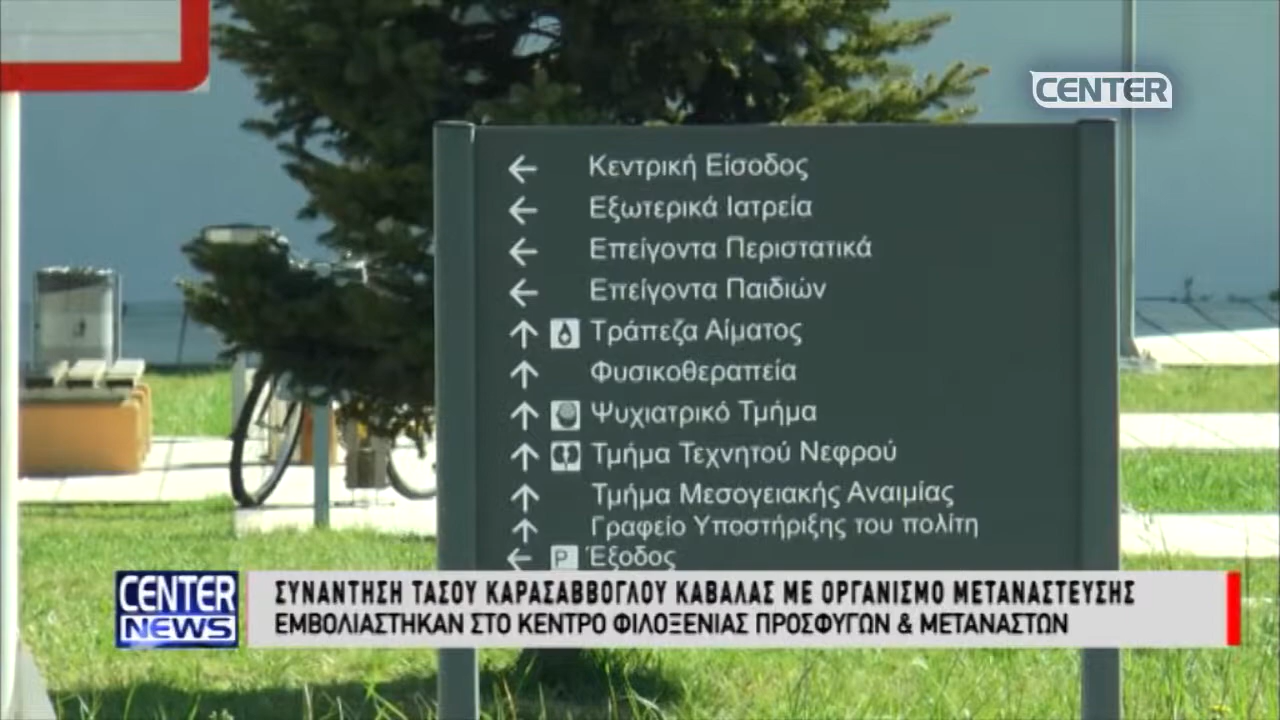 CENTER
Κεντρική Είσοδος
Εξωτερικά Ιατρεία
Επείγοντα Περιστατικά
Επείγοντα Παιδιών
Τράπεζα Αίματος
Φυσικοθεραπεία
Ψυχιατρικό Τμήμα
Τμήμα Τεχνητού Νεφρού
Τμήμα Μεσογειακής Αναιμίας
Γραφείο Υποστήριξης του πολίτη
P Έξοδος
CENTER NEWS
ΣΥΝΑΝΤΗΣΗ ΤΑΣΟΥ ΚΑΡΑΣΑΒΒΟΓΛΟΥ ΚΑΒΑΛΑΣ ΜΕ ΟΡΓΑΝΙΣΜΟ ΜΕΤΑΝΑΣΤΕΥΣΗΣ
ΕΜΒΟΛΙΑΣΤΗΚΑΝ ΣΤΟ ΚΕΝΤΡΟ ΦΙΛΟΞΕΝΙΑΣ ΠΡΟΣΦΥΓΩΝ & ΜΕΤΑΝΑΣΤΩΝ